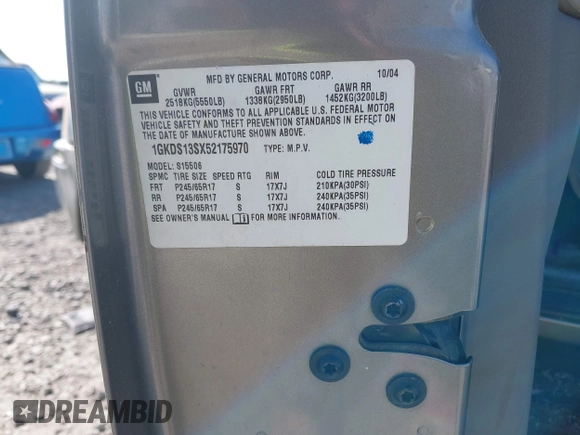 GM
MFD BY GENERAL MOTORS CORP. 10/04
GVWR GAWR FRT GAWR RR
2518KG(5550LB) 1338KG(2950LB) 1452KG(3200LB)
THIS VEHICLE CONFORMS TO ALL APPLICABLE U.S. FEDERAL MOTOR
VEHICLE SAFETY AND THEFT PREVENTION STANDARDS IN EFFECT ON
THE DATE OF MANUFACTURE SHOWN ABOVE.
1GKDS13SX52175970 TYPE: M.P.V.
MODEL: S15506
SPMC TIRE SIZE SPEED RTG RIM COLD TIRE PRESSURE
FRT P245/65R17 S 17X7J 210KPA(30PSI)
RR P245/65R17 S 17X7J 240KPA(35PSI)
SPA P245/65R17 S 17X7J 240KPA(35PSI)
SEE OWNER'S MANUAL FOR MORE INFORMATION.
DREAMBID